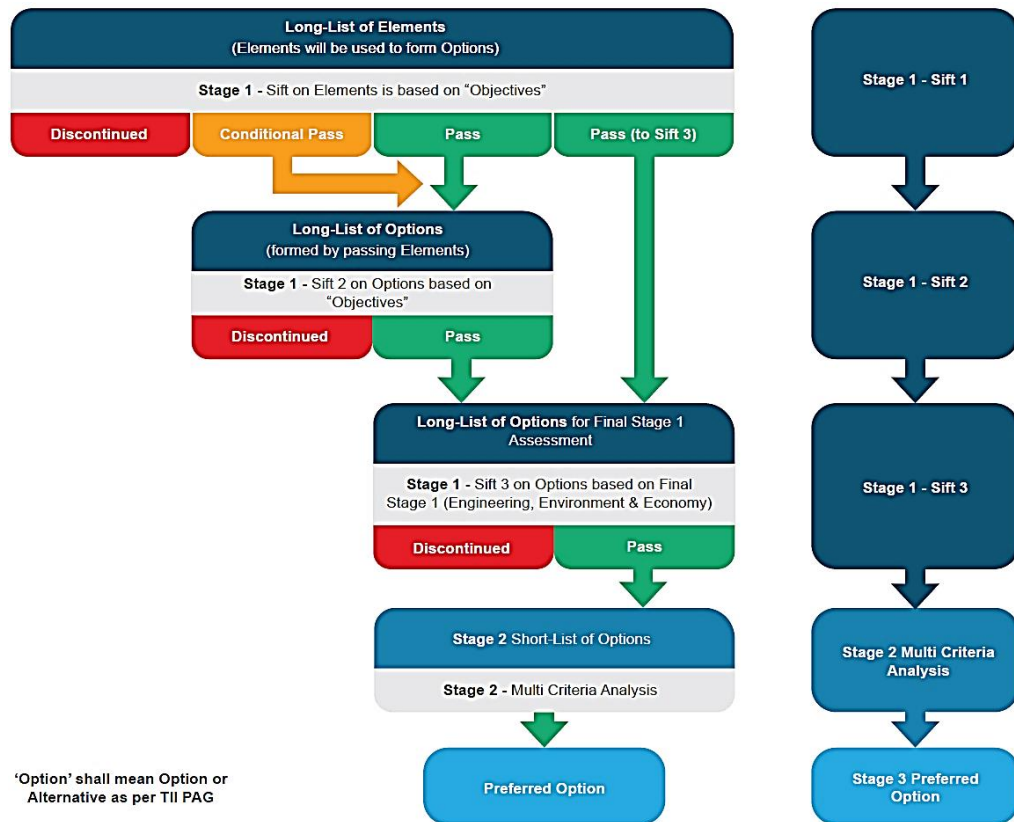 Long-List of Elements
(Elements will be used to form Options)
Stage 1 - Sift on Elements is based on “Objectives”
Discontinued
Conditional Pass
Pass
Pass (to Sift 3)
Long-List of Options
(formed by passing Elements)
Stage 1 - Sift 2 on Options based on
“Objectives”
Discontinued
Pass
Long-List of Options for Final Stage 1
Assessment
Stage 1 - Sift 3 on Options based on Final
Stage 1 (Engineering, Environment & Economy)
Discontinued
Pass
Stage 2 Short-List of Options
Stage 2 - Multi Criteria Analysis
Preferred Option
‘Option’ shall mean Option or
Alternative as per TII PAG
Stage 1 - Sift 1
Stage 1 - Sift 2
Stage 1 - Sift 3
Stage 2 Multi Criteria
Analysis
Stage 3 Preferred
Option